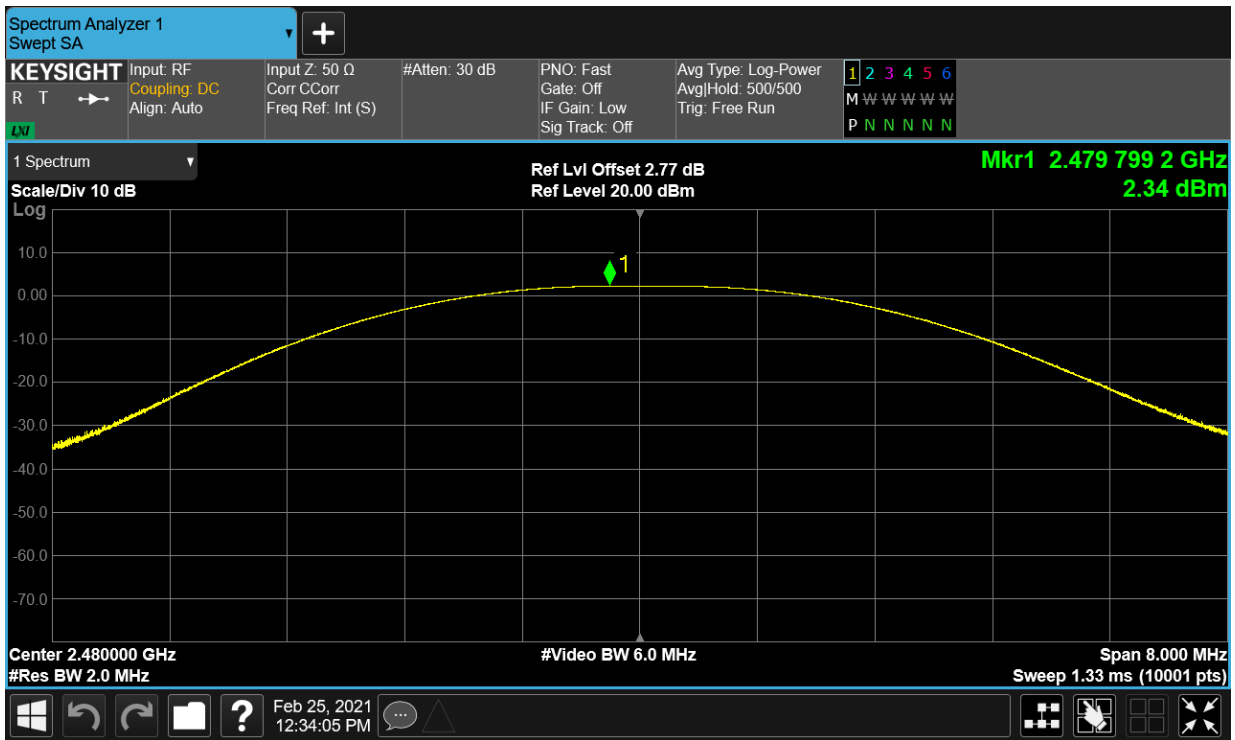 Spectrum Analyzer 1
Swept SA
KEYSIGHT
R T
LXI
Input: RF
Coupling: DC
Align: Auto
Input Z: 50 Ω
Corr CCorr
Freq Ref: Int (S)
#Atten: 30 dB
PNO: Fast
Gate: Off
IF Gain: Low
Sig Track: Off
Avg Type: Log-Power
Avg|Hold: 500/500
Trig: Free Run
1 2 3 4 5 6
M W W W W W
P N N N N N
1 Spectrum
Scale/Div 10 dB
Log
Ref Lvl Offset 2.77 dB
Ref Level 20.00 dBm
Mkr1 2.479 799 2 GHz
2.34 dBm
10.0
1
0.00
-10.0
-20.0
-30.0
-40.0
-50.0
-60.0
-70.0
Center 2.480000 GHz
#Res BW 2.0 MHz
#Video BW 6.0 MHz
Span 8.000 MHz
Sweep 1.33 ms (10001 pts)
?
Feb 25, 2021
12:34:05 PM